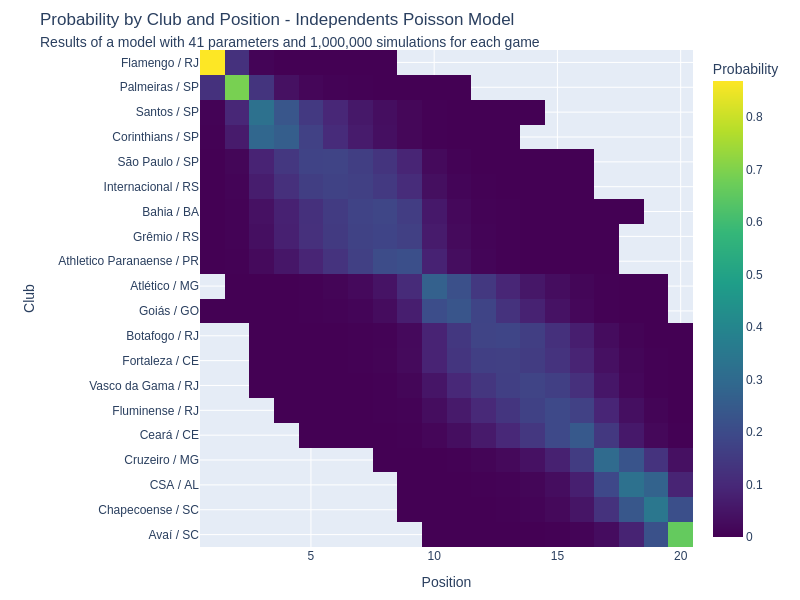 Probability by Club and Position - Independents Poisson Model
Results of a model with 41 parameters and 1,000,000 simulations for each game
Probability
Club
Flamengo / RJ
Palmeiras / SP
Santos / SP
Corinthians / SP
São Paulo / SP
Internacional / RS
Bahia / BA
Grêmio / RS
Athletico Paranaense / PR
Atlético / MG
Goiás / GO
Botafogo / RJ
Fortaleza / CE
Vasco da Gama / RJ
Fluminense / RJ
Ceará / CE
Cruzeiro / MG
CSA / AL
Chapecoense / SC
Avaí / SC
0.8
0.7
0.6
0.5
0.4
0.3
0.2
0.1
0
5 10 15 20
Position